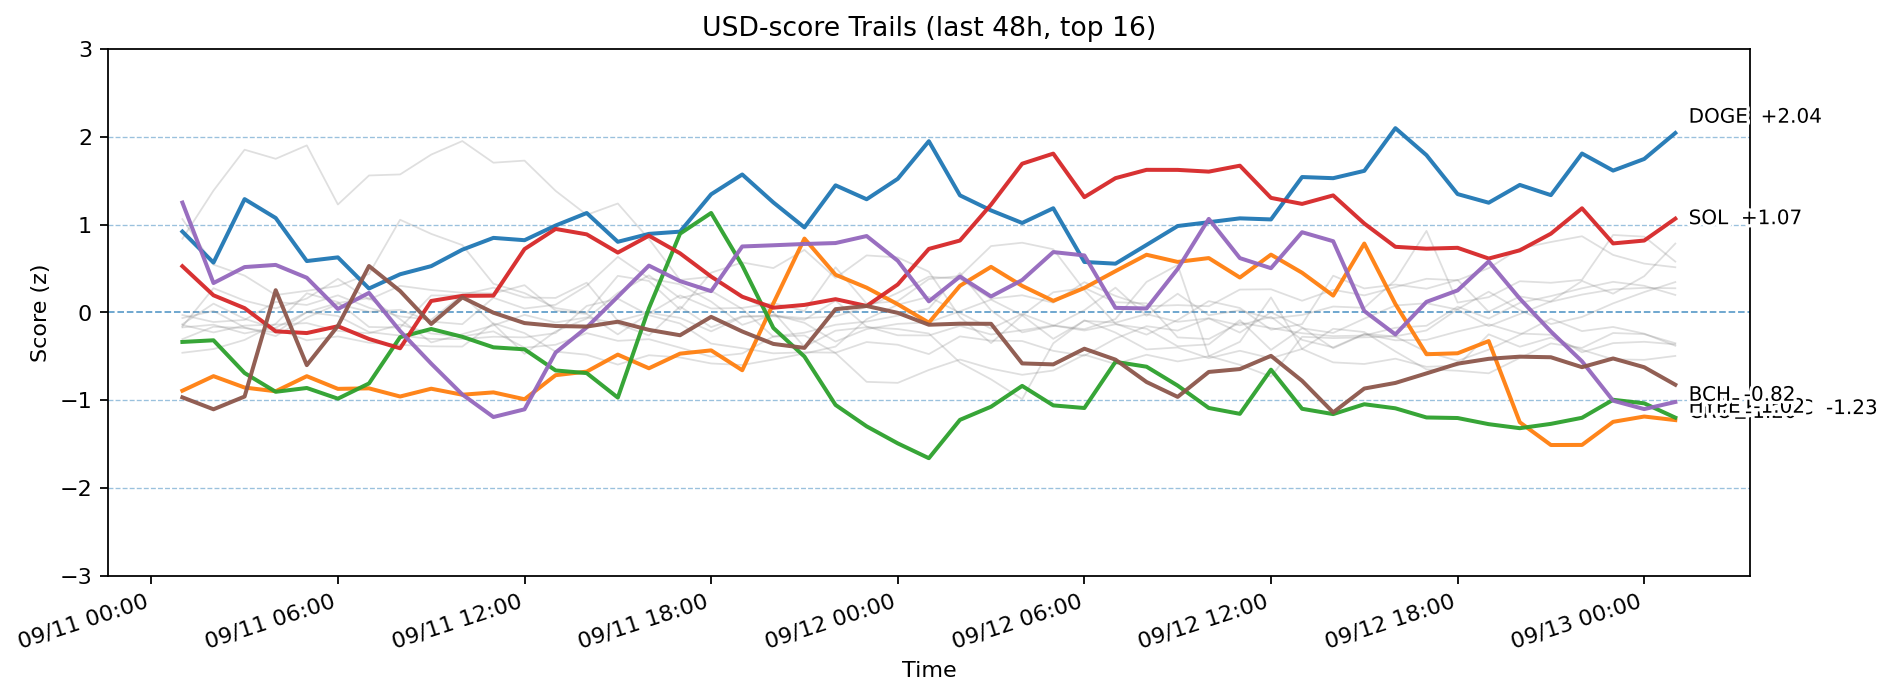 USD-score Trails (last 48h, top 16)
3
2
1
0
−1
−2
−3
Score (z)
DOGE +2.04
SOL +1.07
BCH -0.82
HYPE -1.02
-1.23
09/11 00:00
09/11 06:00
09/11 12:00
09/11 18:00
09/12 00:00
09/12 06:00
09/12 12:00
09/12 18:00
09/13 00:00
Time